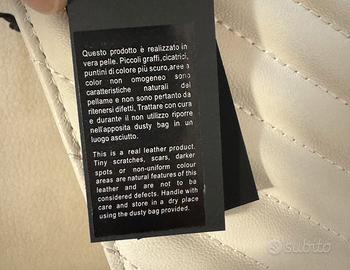 Questo prodotto è realizzato in
vera pelle. Piccoli graffi,cicatrici,
puntini di colore più scuro,aree a
color non omogeneo sono
caratteristiche naturali del
pellame e non sono pertanto da
ritenersi difetti, Trattare con cura
e durante il non utilizzo riporre
nell'apposita dusty bag in un
luogo asciutto.
This is a real leather product.
Tiny scratches, scars, darker
spots or non-uniform colour
areas are natural features of this
leather and are not to be
considered defects. Handle with
care and store in a dry place
using the dusty bag provided.
subito